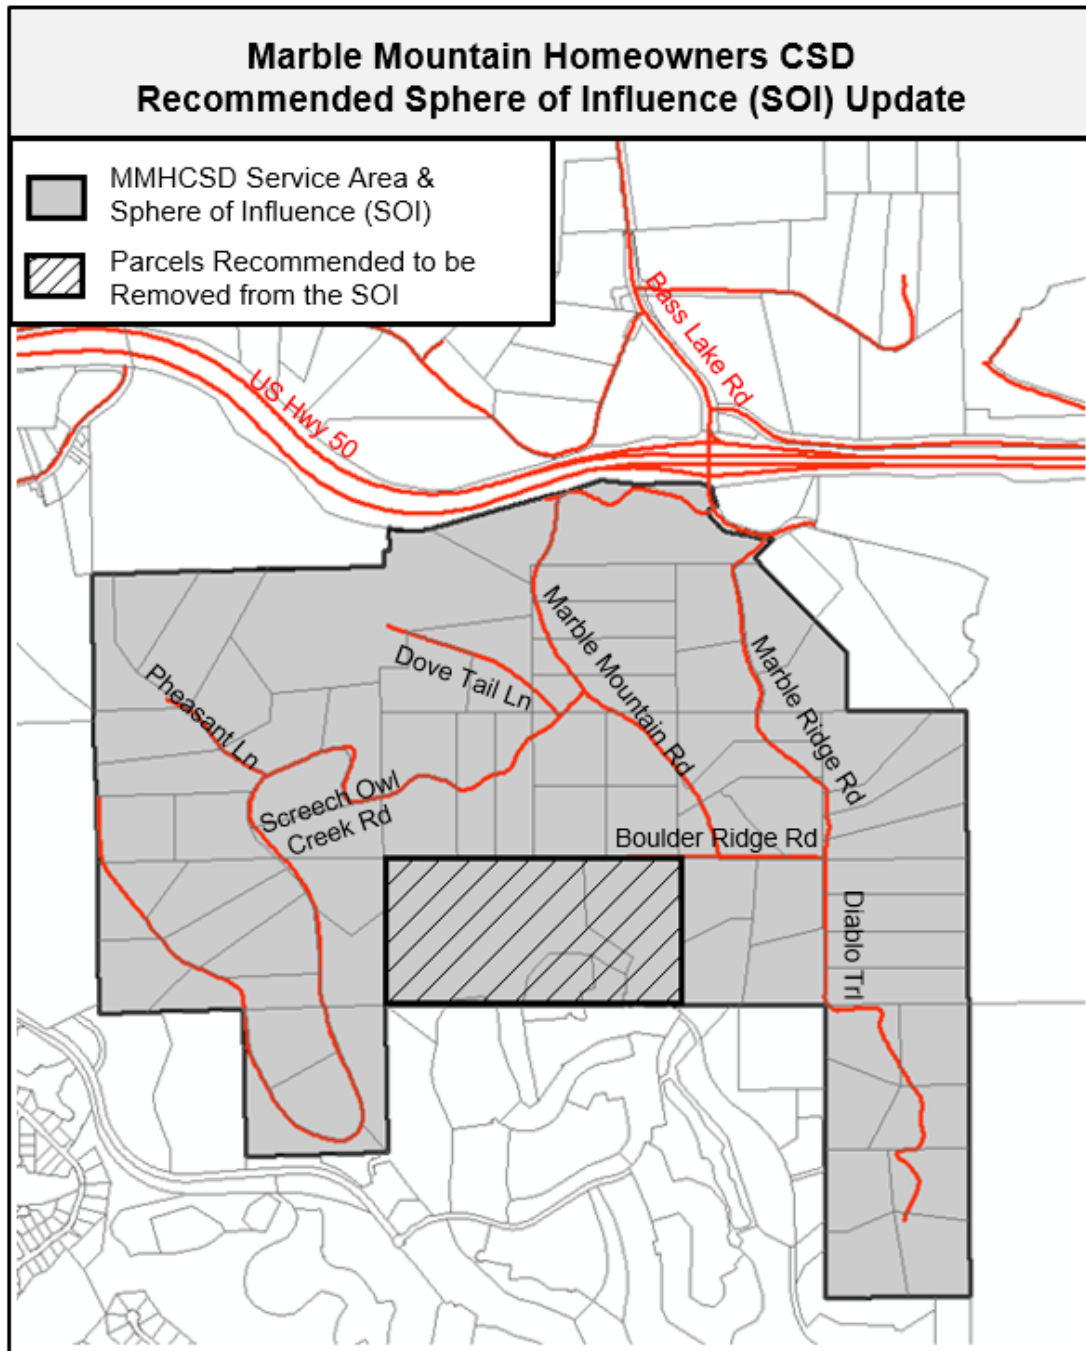 Marble Mountain Homeowners CSD
Recommended Sphere of Influence (SOI) Update
MMHCSD Service Area &
Sphere of Influence (SOI)
Parcels Recommended to be
Removed from the SOI
Bass Lake Rd
US Hwy 50
Marble Mountain Rd
Dove Tail Ln
Marble Ridge Rd
Pheasant Ln
Screech Owl
Creek Rd
Boulder Ridge Rd
Diablo Trl